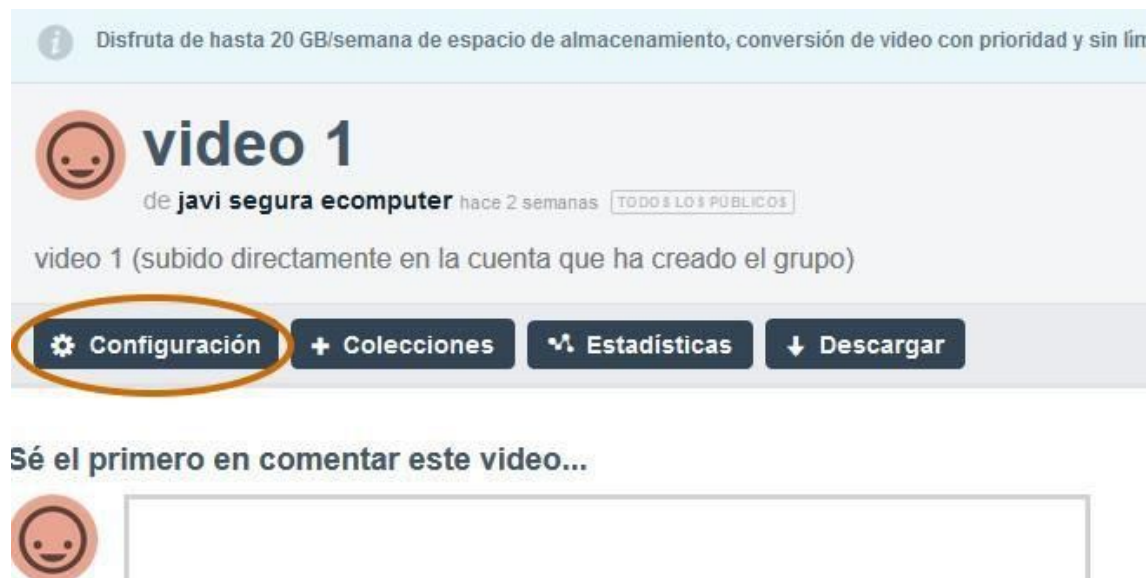 Disfruta de hasta 20 GB/semana de espacio de almacenamiento, conversión de video con prioridad y sin
video 1
de javi segura ecomputer hace 2 semanas TODOS LOS PÚBLICOS
video 1 (subido directamente en la cuenta que ha creado el grupo)
Configuración + Colecciones Estadísticas Descargar
Sé el primero en comentar este video...